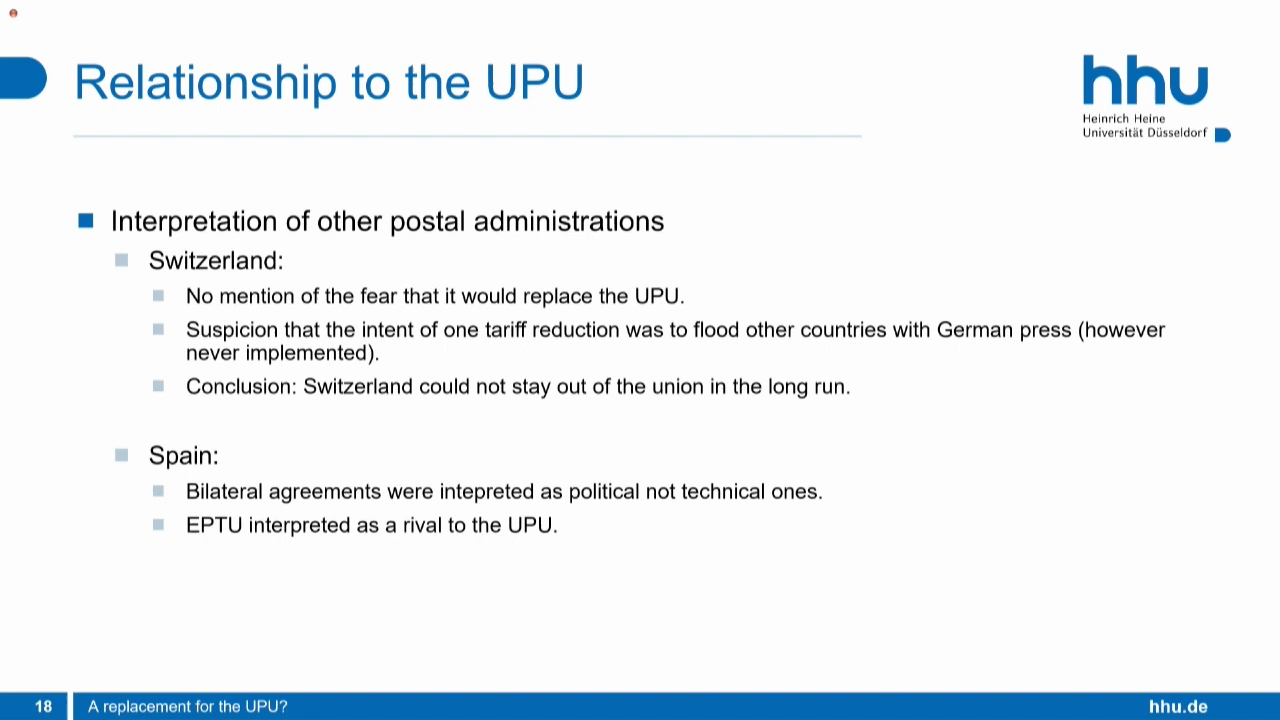 Relationship to the UPU
hhu
Heinrich Heine
Universität Düsseldorf
Interpretation of other postal administrations
Switzerland:
No mention of the fear that it would replace the UPU.
Suspicion that the intent of one tariff reduction was to flood other countries with German press (however
never implemented).
Conclusion: Switzerland could not stay out of the union in the long run.
Spain:
Bilateral agreements were intepreted as political not technical ones.
EPTU interpreted as a rival to the UPU.
18
A replacement for the UPU?
hhu.de